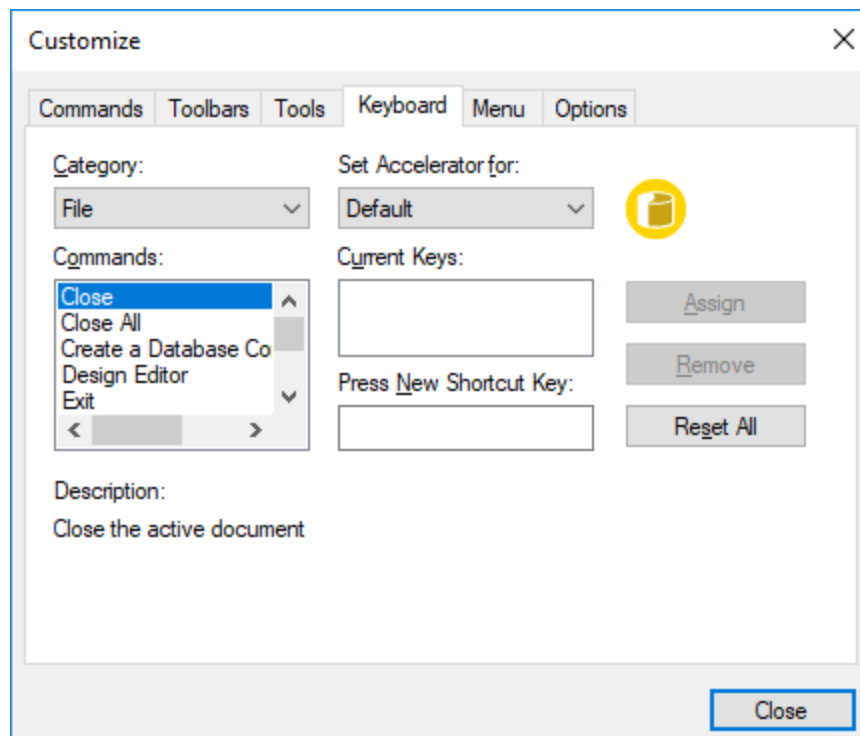 Customize
Commands Toolbars Tools Keyboard Menu Options
Category: Set Accelerator for:
File Default
Commands: Current Keys:
Close
Close All
Create a Database Co
Design Editor
Exit
Assign
Remove
Press New Shortcut Key:
Reset All
Description:
Close the active document
Close